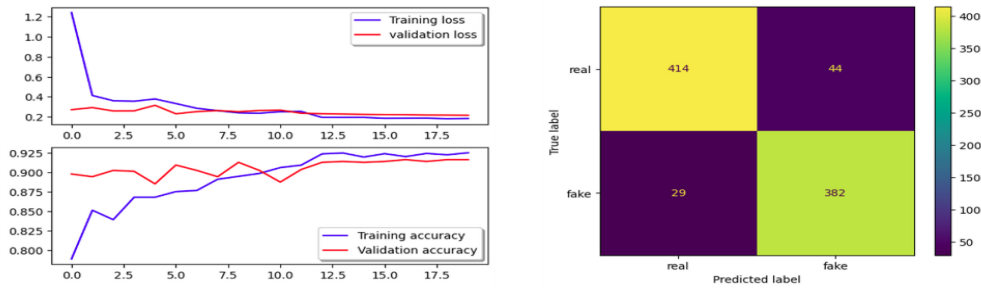 1.2
1.0
0.8
0.6
0.4
0.2
Training loss
validation loss
0.0 2.5 5.0 7.5 10.0 12.5 15.0 17.5
0.925
0.900
0.875
0.850
0.825
0.800
Training accuracy
Validation accuracy
0.0 2.5 5.0 7.5 10.0 12.5 15.0 17.5
True label
real
fake
414 44
29 382
real fake
Predicted label
400
350
300
250
200
150
100
50